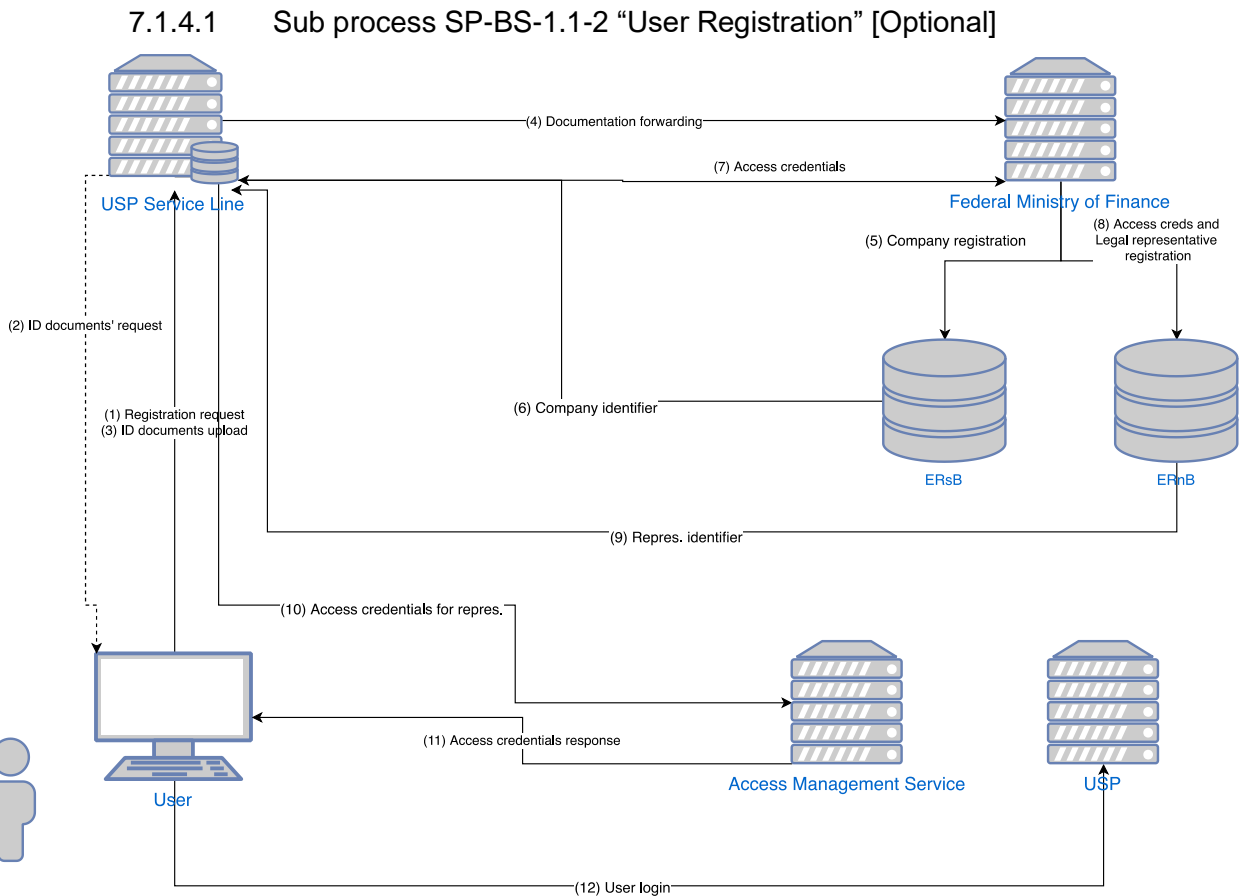 7.1.4.1 Sub process SP-BS-1.1-2 “User Registration” [Optional]
(4) Documentation forwarding
(7) Access credentials
USP Service Line
Federal Ministry of Finance
(8) Access creds and
Legal representative
registration
(5) Company registration
(2) ID documents' request
(1) Registration request
(3) ID documents upload
(6) Company identifier
ERsB
ERnB
(9) Repres. identifier
(10) Access credentials for repres.
(11) Access credentials response
User
Access Management Service
USP
(12) User login